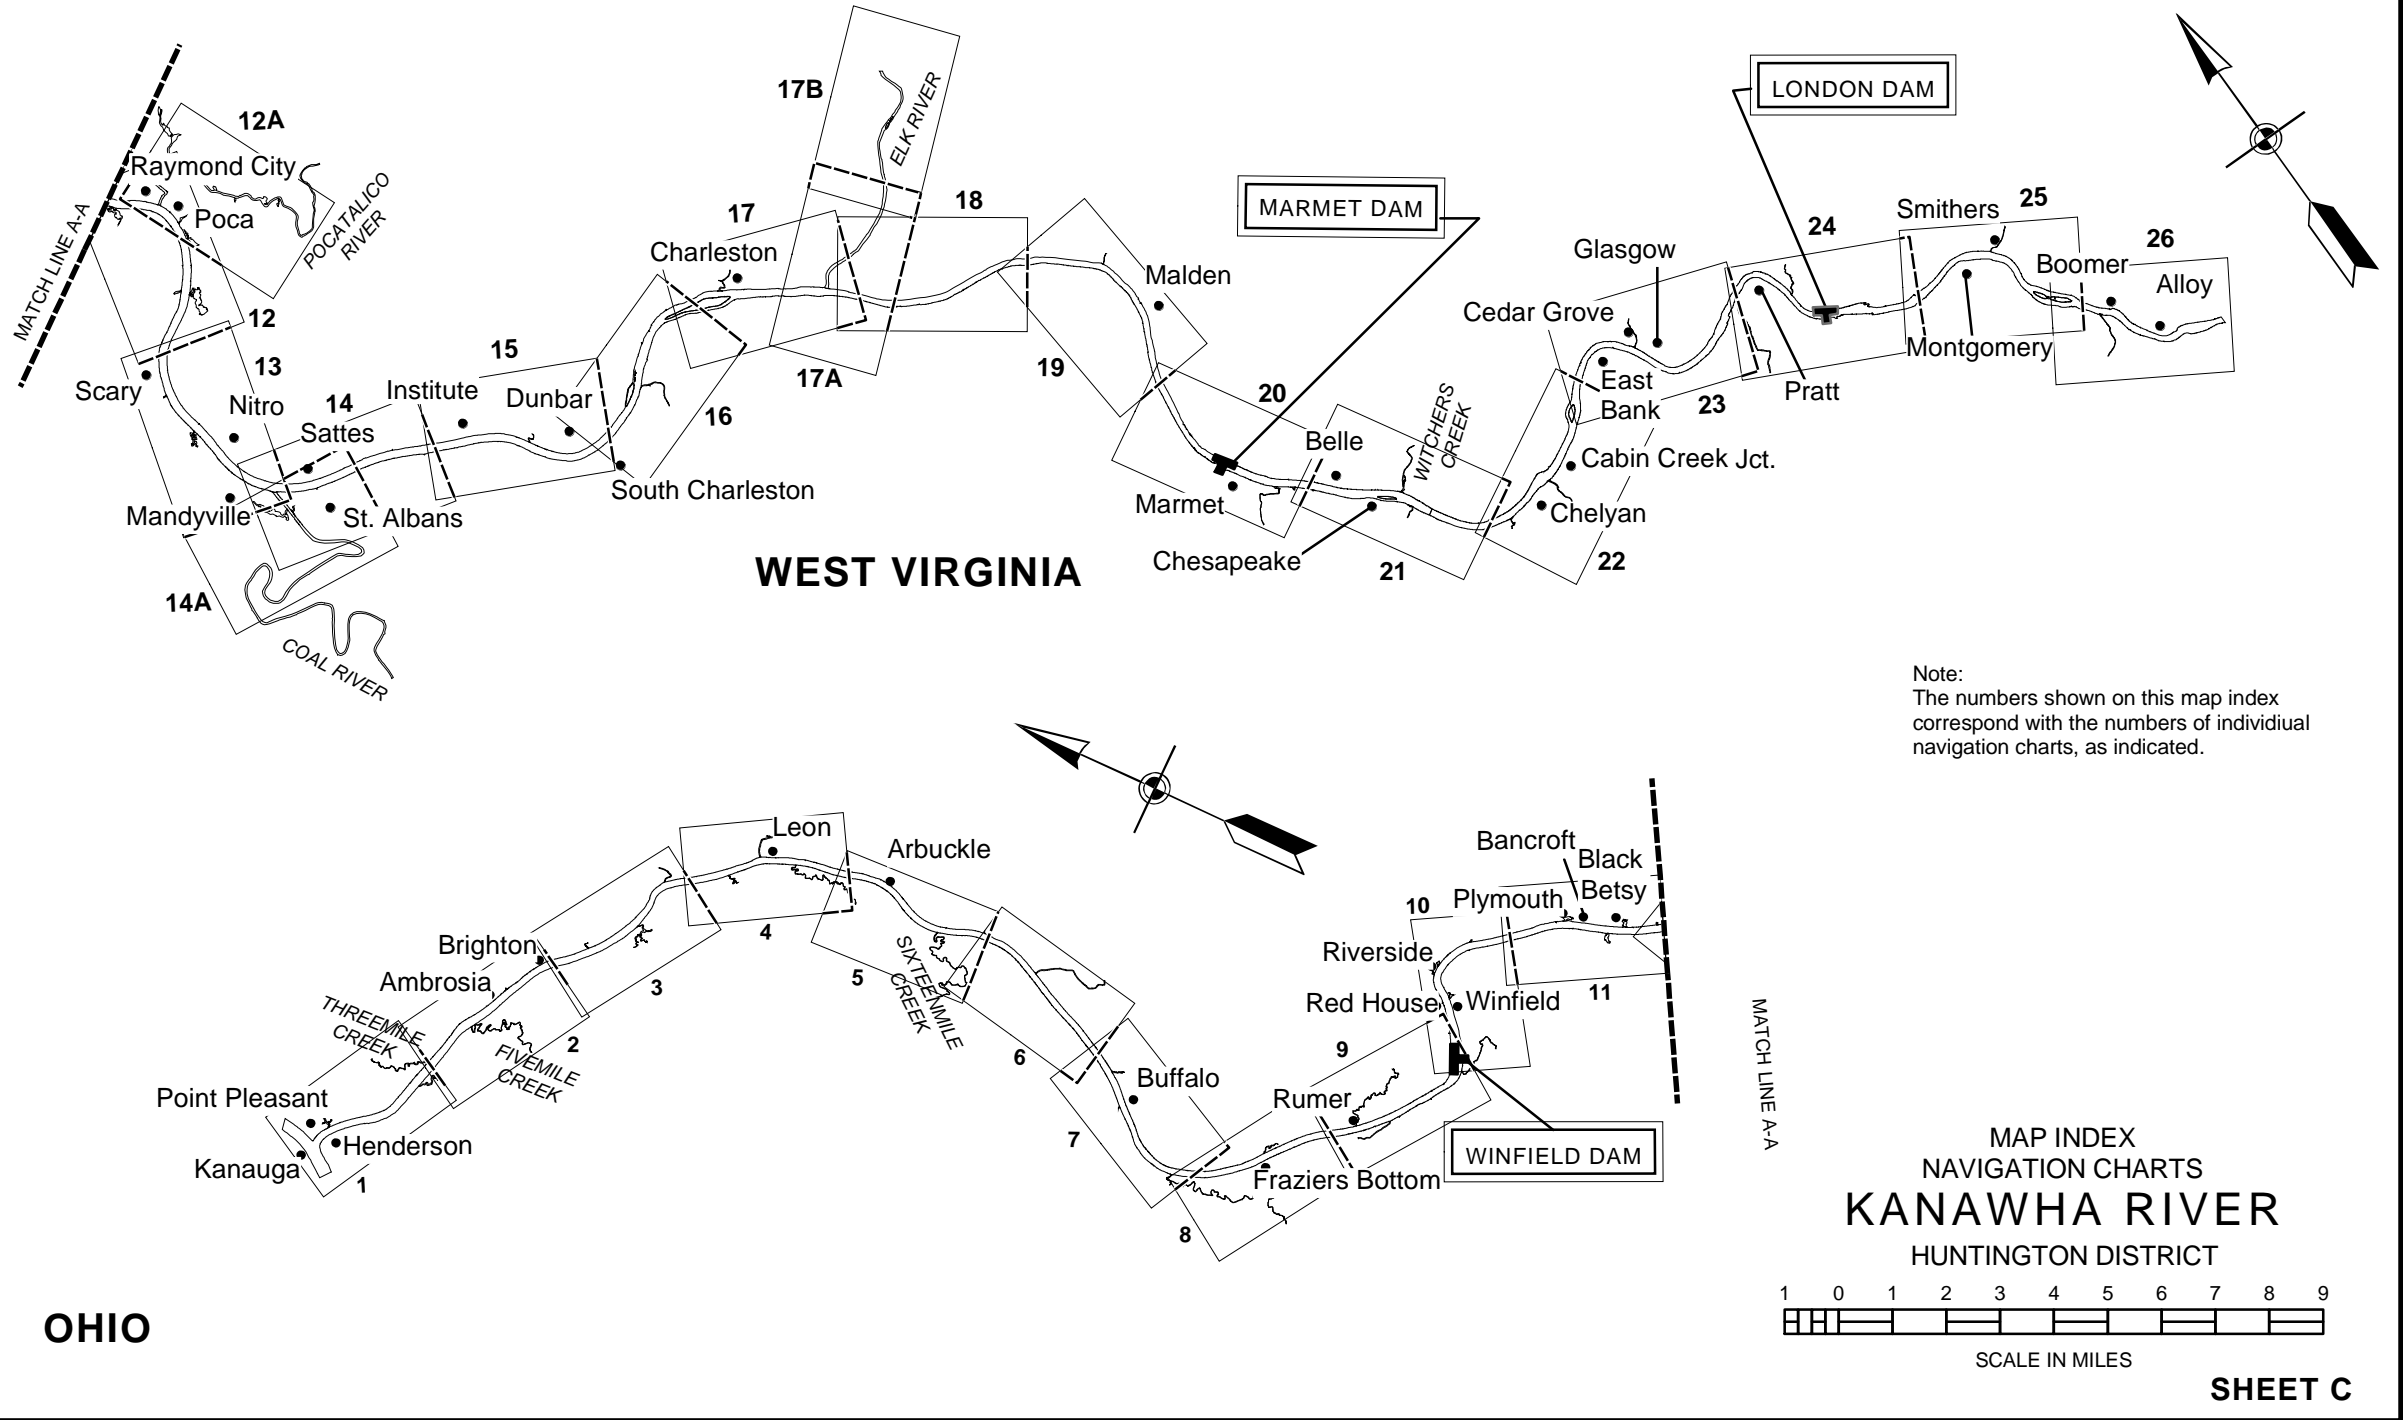 17B
12A
ELK RIVER
LONDON DAM
Raymond City
MATCH LINE A-A
Poca
POCATALICO
RIVER
17
18
MARMET DAM
Smithers
25
24
Charleston
Glasgow
26
Malden
Boomer
Alloy
12
Cedar Grove
15
13
Scary
Institute
Nitro
14
Dunbar
17A
19
Montgomery
20
East
Bank
Pratt
23
16
Sattes
Belle
WITCHERS
CREEK
Cabin Creek Jct.
Mandyville
St. Albans
South Charleston
Marmet
Chelyan
Chesapeake
21
22
WEST VIRGINIA
14A
COAL RIVER
Note:
The numbers shown on this map index
correspond with the numbers of individiual
navigation charts, as indicated.
Leon
Arbuckle
Bancroft
Black
Betsy
Plymouth
10
4
Brighton
Riverside
SIXTEENMILE
CREEK
5
Ambrosia
3
11
Red House
Winfield
THREEMILE
CREEK
2
FIVEMILE
CREEK
6
9
MATCH LINE A-A
Buffalo
Point Pleasant
Rumer
7
Henderson
Kanauga
1
WINFIELD DAM
Fraziers Bottom
8
MAP INDEX
NAVIGATION CHARTS
KANAWHA RIVER
HUNTINGTON DISTRICT
1 0 1 2 3 4 5 6 7 8 9
SCALE IN MILES
OHIO
SHEET C